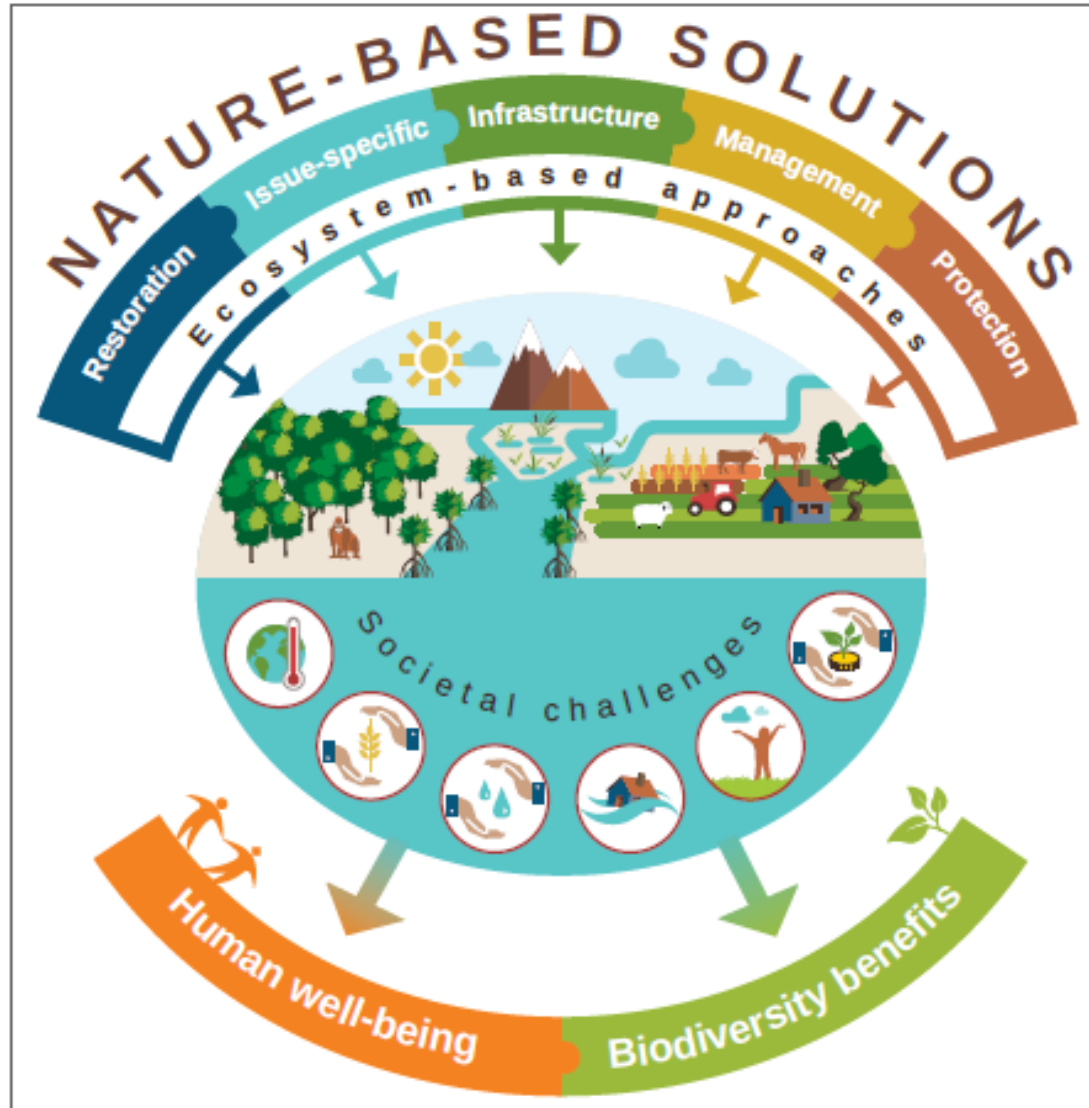 NATURE-BASED SOLUTIONS
Restoration
Issue-specific
Infrastructure
Management
Protection
Ecosystem-based approaches
Societal challenges
Human well-being
Biodiversity benefits